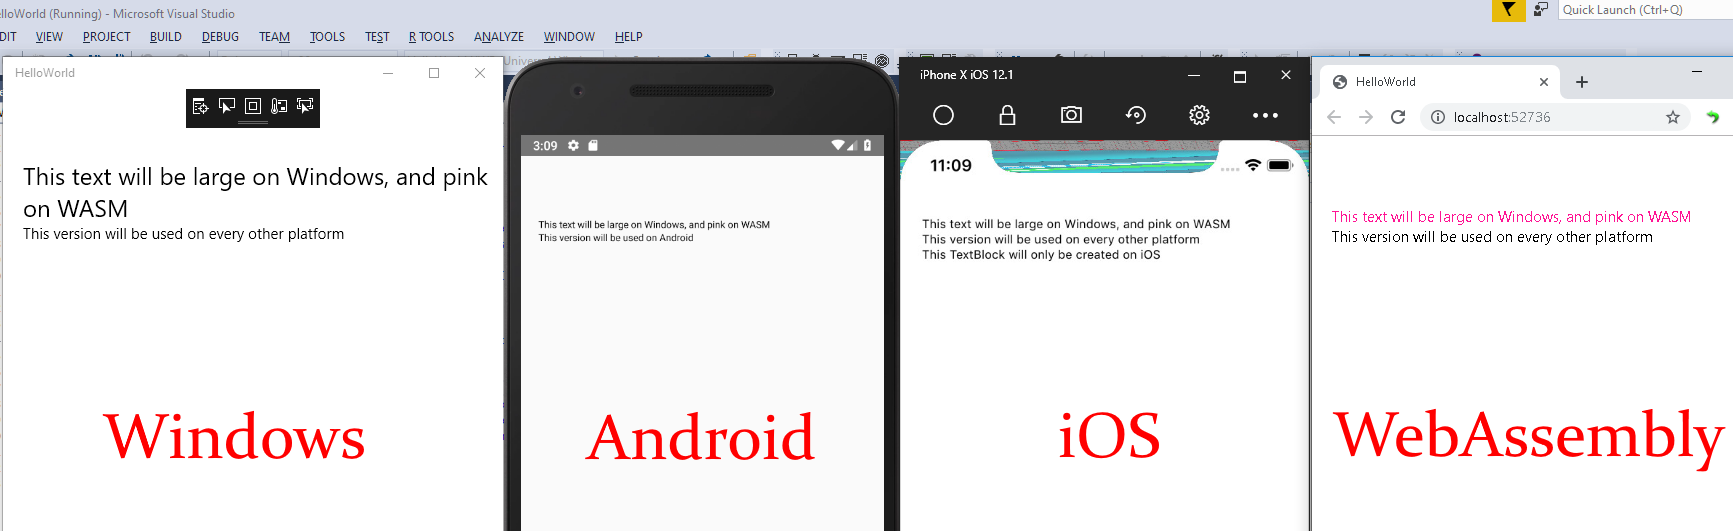 elloWorld (Running) - Microsoft Visual Studio
Quick Launch (Ctrl+Q)
DIT VIEW PROJECT BUILD DEBUG TEAM TOOLS TEST R TOOLS ANALYZE WINDOW HELP
HelloWorld
This text will be large on Windows, and pink
on WASM
This version will be used on every other platform
Windows
3:09
This text will be large on Windows, and pink on WASM
This version will be used on Android
Android
iPhone X iOS 12.1
11:09
This text will be large on Windows, and pink on WASM
This version will be used on every other platform
This TextBlock will only be created on iOS
iOS
HelloWorld
localhost:52736
This text will be large on Windows, and pink on WASM
This version will be used on every other platform
WebAssembly